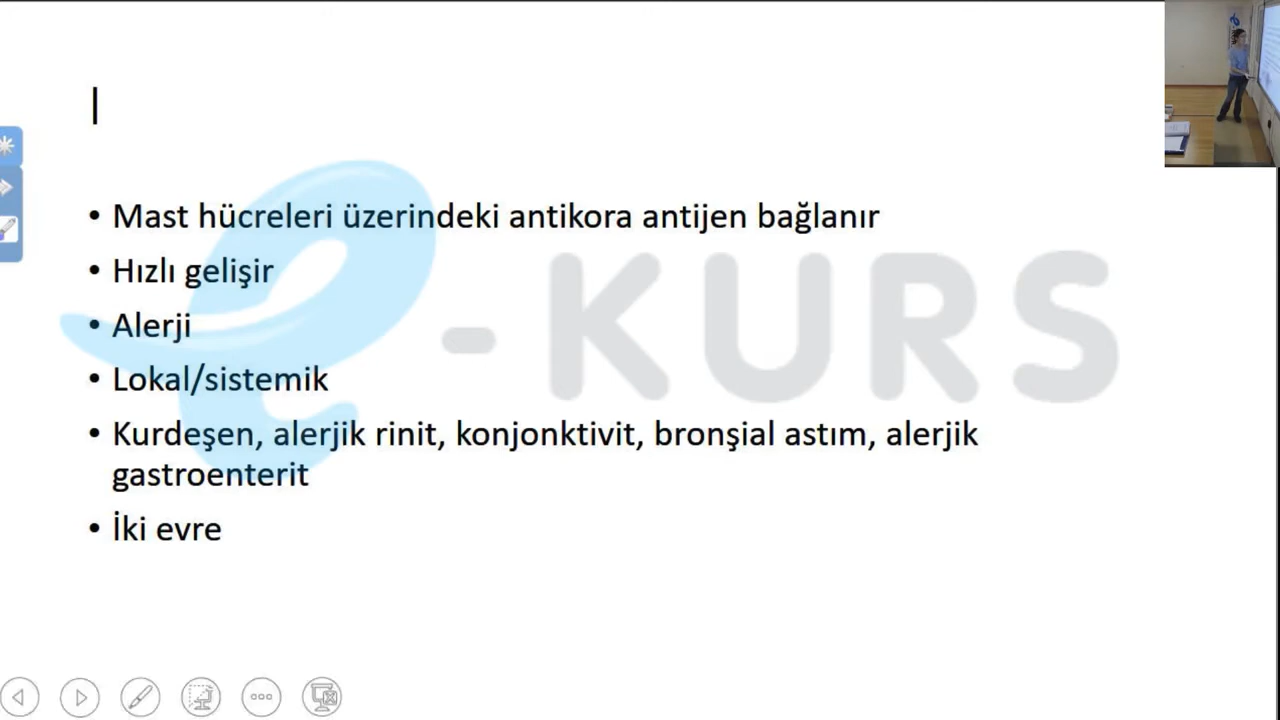 I
• Mast hücreleri üzerindeki antikora antijen bağlanır
• Hızlı gelişir
• Alerji
• Lokal/sistemik
• Kurdeşen, alerjik rinit, konjonktivit, bronşial astım, alerjik
gastroenterit
• İki evre
e-KURS